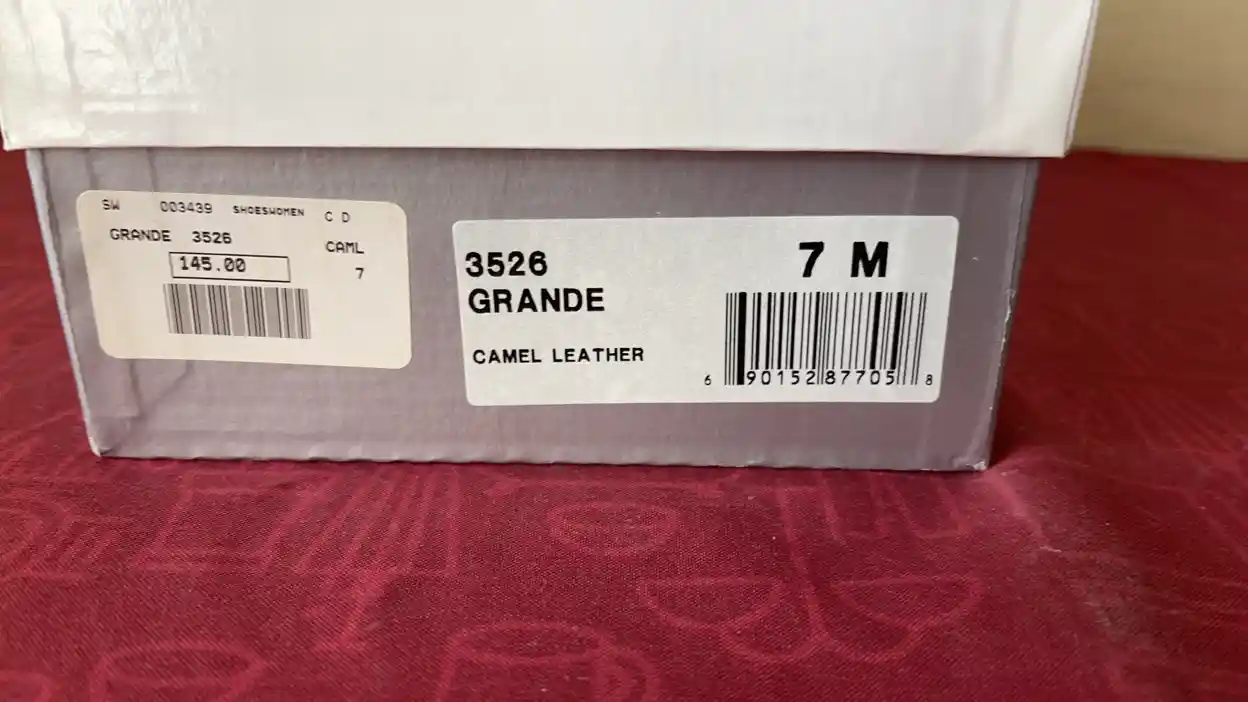 SW 003439 SHOESWOMEN C D
GRANDE 3526 CAML
145.00 7
3526 7 M
GRANDE
CAMEL LEATHER
6 90152 87705 8